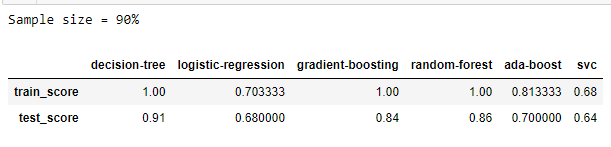 Sample size = 90%
decision-tree logistic-regression gradient-boosting random-forest ada-boost svc
train_score 1.00 0.703333 1.00 1.00 0.813333 0.68
test_score 0.91 0.680000 0.84 0.86 0.700000 0.64